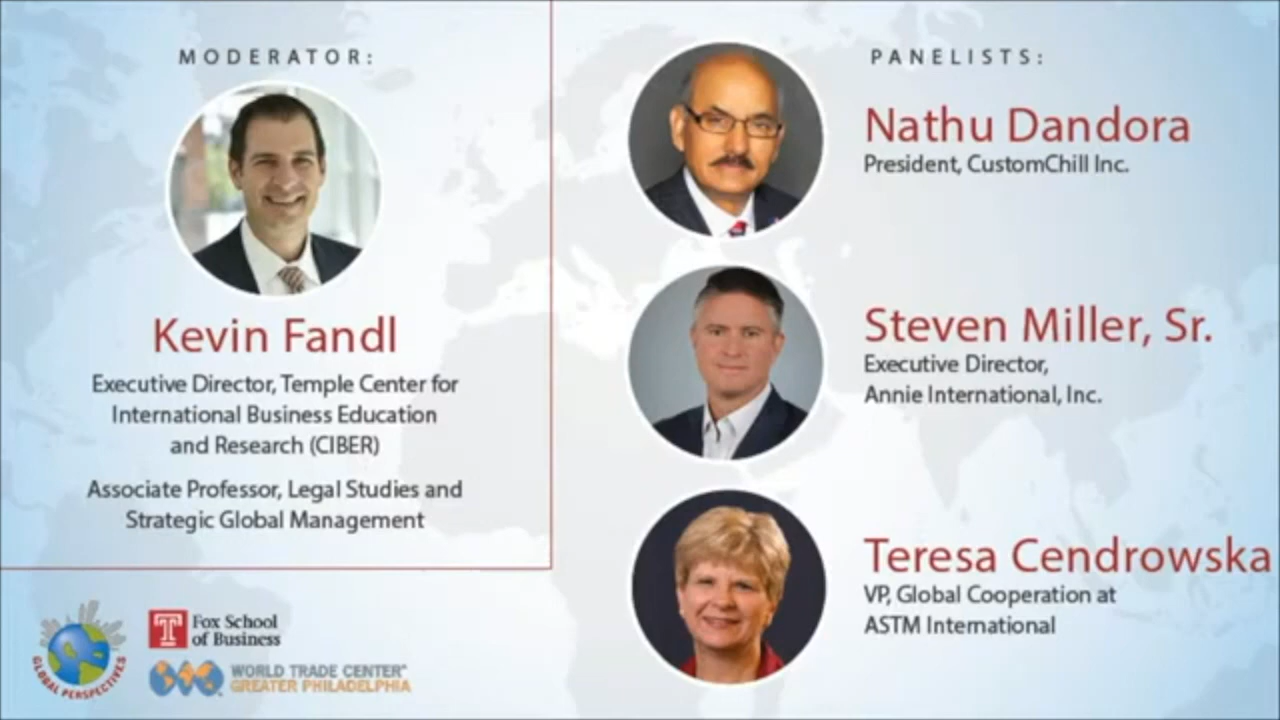 MODERATOR:
Kevin Fandl
Executive Director, Temple Center for
International Business Education
and Research (CIBER)
Associate Professor, Legal Studies and
Strategic Global Management
PANELISTS:
Nathu Dandora
President, CustomChill Inc.
Steven Miller, Sr.
Executive Director,
Annie International, Inc.
Teresa Cendrowska
VP, Global Cooperation at
ASTM International
GLOBAL PERSPECTIVES
T
Fox School
of Business
WORLD TRADE CENTER
GREATER PHILADELPHIA